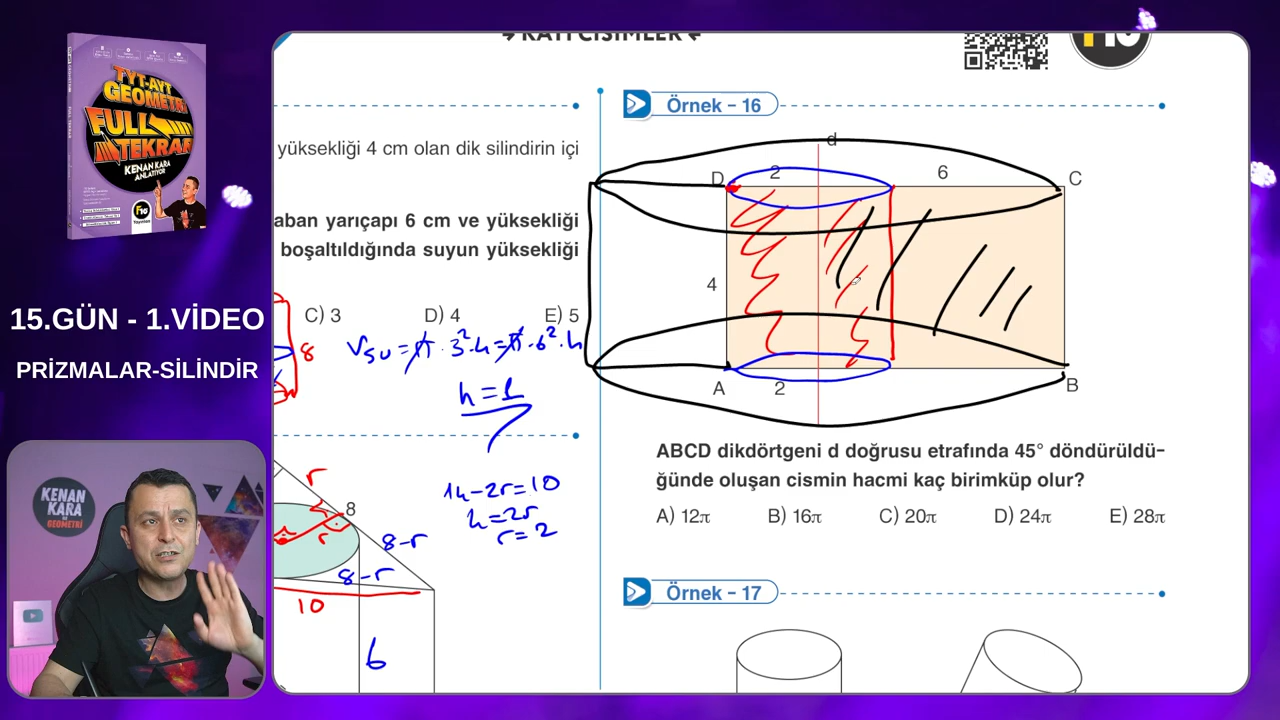 KATI CİSİMLER
TYT-AYT
GEOMETRİ
FULL
TEKRAR
KENAN KARA
ANLATIYOR
15.GÜN - 1.VİDEO
PRİZMALAR-SİLİNDİR
KENAN
KARA
GEOMETRİ
yüksekliği 4 cm olan dik silindirin içi
aban yarıçapı 6 cm ve yüksekliği
boşaltıldığında suyun yüksekliği
C) 3
D) 4
E) 5
8
Vsu = π · 3² · h = π · 6² · h
h = 1
r
8
r
8-r
8-r
10
6
14-2r=10
h=2r
r=2
Örnek – 16
d
D
2
6
C
4
A
2
B
ABCD dikdörtgeni d doğrusu etrafında 45° döndürüldü-
ğünde oluşan cismin hacmi kaç birimküp olur?
A) 12π
B) 16π
C) 20π
D) 24π
E) 28π
Örnek – 17